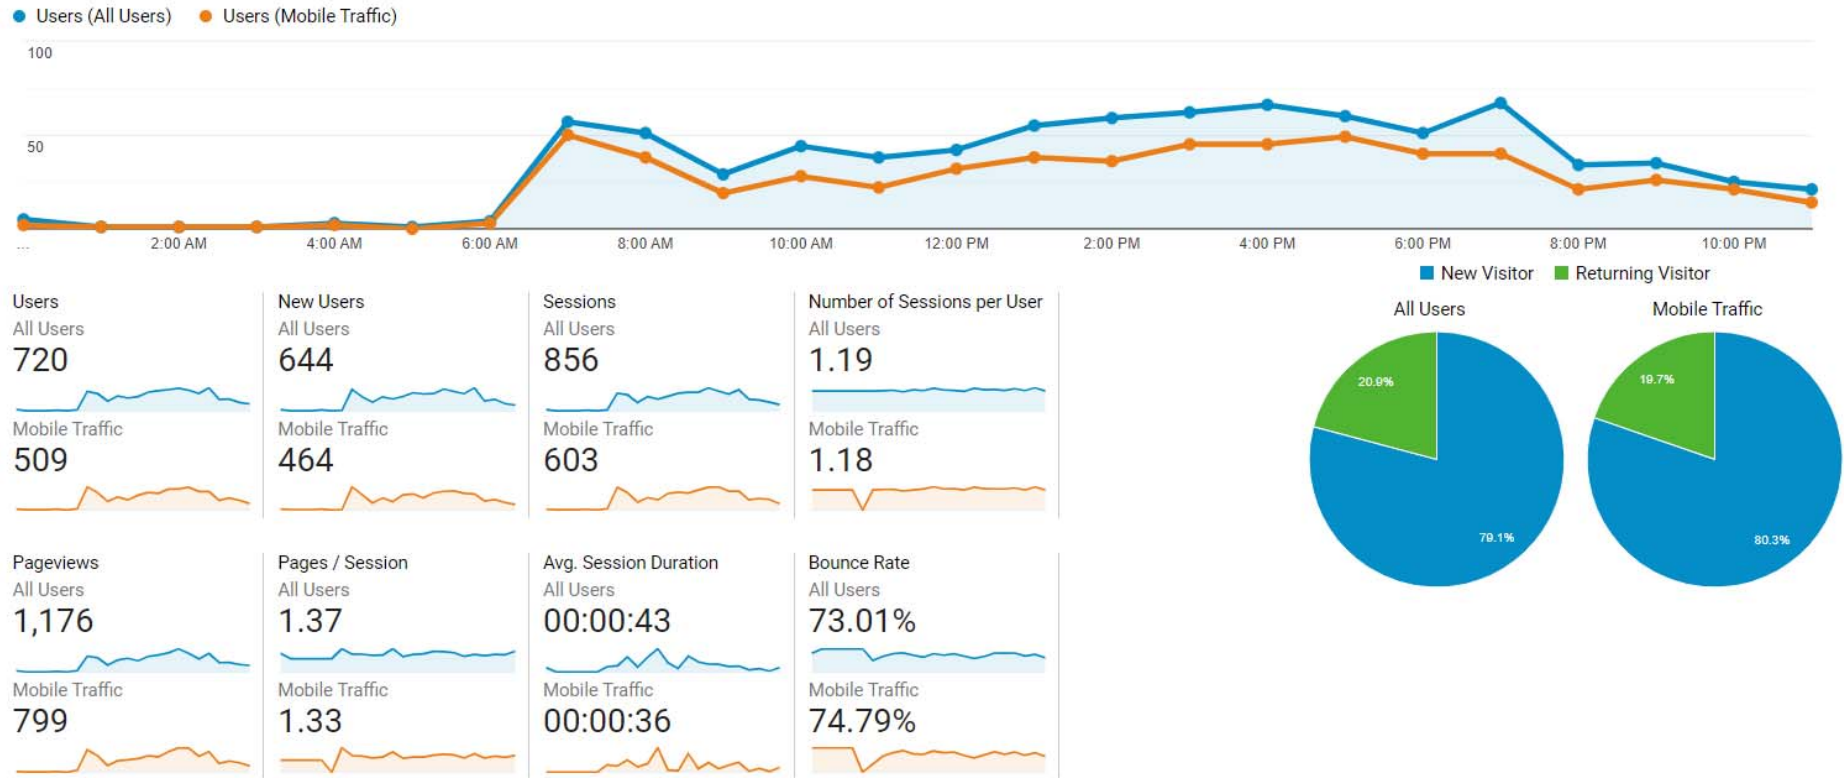 Users (All Users) Users (Mobile Traffic)
100
50
... 2:00 AM 4:00 AM 6:00 AM 8:00 AM 10:00 AM 12:00 PM 2:00 PM 4:00 PM 6:00 PM 8:00 PM 10:00 PM
New Visitor Returning Visitor
Users
All Users
720
Mobile Traffic
509
New Users
All Users
644
Mobile Traffic
464
Sessions
All Users
856
Mobile Traffic
603
Number of Sessions per User
All Users
1.19
Mobile Traffic
1.18
All Users
20.9%
79.1%
Mobile Traffic
19.7%
80.3%
Pageviews
All Users
1,176
Mobile Traffic
799
Pages / Session
All Users
1.37
Mobile Traffic
1.33
Avg. Session Duration
All Users
00:00:43
Mobile Traffic
00:00:36
Bounce Rate
All Users
73.01%
Mobile Traffic
74.79%